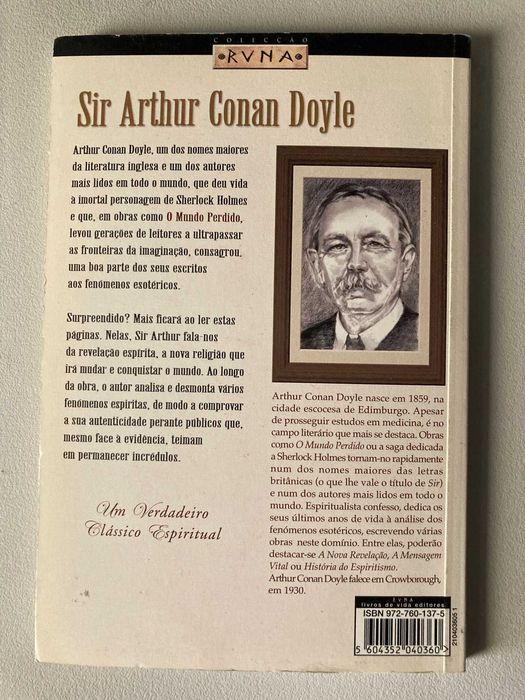 COLECÇÃO
RVNA
Sir Arthur Conan Doyle
Arthur Conan Doyle, um dos nomes maiores
da literatura inglesa e um dos autores
mais lidos em todo o mundo, que deu vida
a imortal personagem de Sherlock Holmes
e que, em obras como O Mundo Perdido,
levou gerações de leitores a ultrapassar
as fronteiras da imaginação, consagrou,
uma boa parte dos seus escritos
aos fenómenos esotéricos.
Surpreendido? Mais ficará ao ler estas
páginas. Nelas, Sir Arthur fala-nos
da revelação espírita, a nova religião que
irá mudar e conquistar o mundo. Ao longo
da obra, o autor analisa e desmonta vários
fenómenos espíritas, de modo a comprovar
a sua autenticidade perante públicos que,
mesmo face à evidência, teimam
em permanecer incrédulos.
Um Verdadeiro
Clássico Espiritual
Arthur Conan Doyle nasce em 1859, na
cidade escocesa de Edimburgo. Apesar
de prosseguir estudos em medicina, é no
campo literário que mais se destaca. Obras
como O Mundo Perdido ou a saga dedicada
a Sherlock Holmes tornam-no rapidamente
num dos nomes maiores das letras
britânicas (o que lhe vale o título de Sir)
e num dos autores mais lidos em todo o
mundo. Espiritualista confesso, dedica os
seus últimos anos de vida à análise dos
fenómenos esotéricos, escrevendo várias
obras neste domínio. Entre elas, poderão
destacar-se A Nova Revelação, A Mensagem
Vital ou História do Espiritismo.
Arthur Conan Doyle falece em Crowborough,
em 1930.
RVNA
livros de vida editores
ISBN 972-760-137-5
5 604352 040360 >
210403605 1